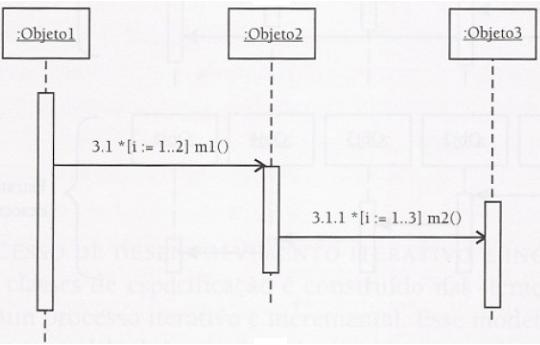 :Objeto1
:Objeto2
:Objeto3
3.1 *[i := 1..2] m1()
3.1.1 *[i := 1..3] m2()